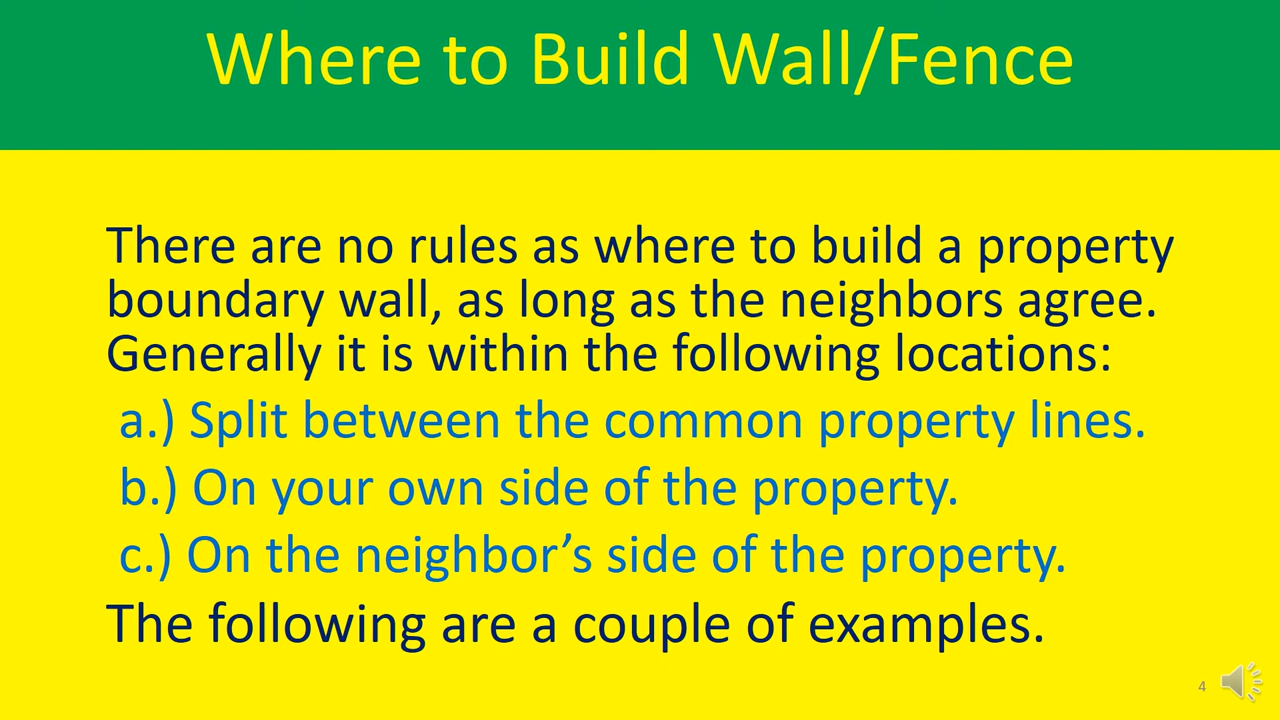 Where to Build Wall/Fence
There are no rules as where to build a property
boundary wall, as long as the neighbors agree.
Generally it is within the following locations:
a.) Split between the common property lines.
b.) On your own side of the property.
c.) On the neighbor’s side of the property.
The following are a couple of examples.
4